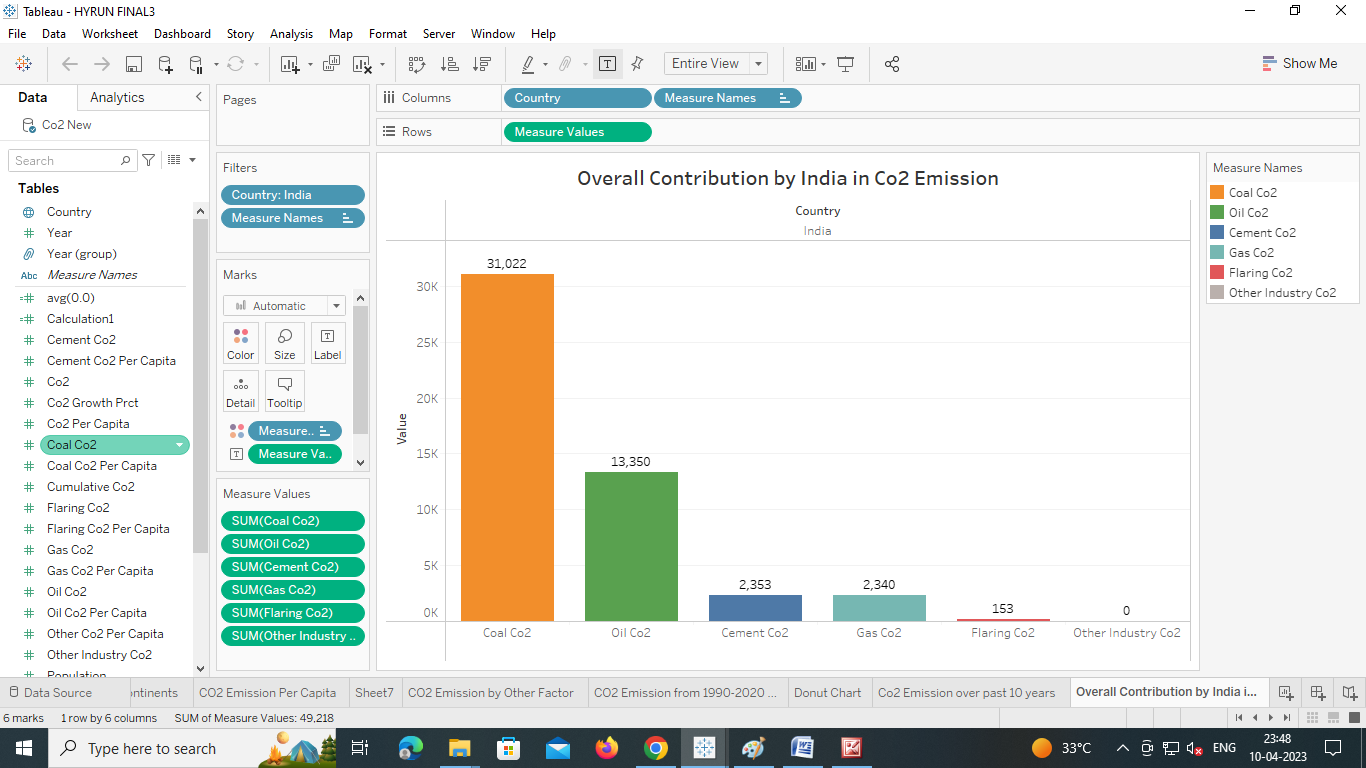 Tableau - HYRUN FINAL3
File Data Worksheet Dashboard Story Analysis Map Format Server Window Help
Entire View
Show Me
Data Analytics
Co2 New
Search
Tables
Country
Year
Year (group)
Abc Measure Names
avg(0.0)
Calculation1
Cement Co2
Cement Co2 Per Capita
Co2
Co2 Growth Prct
Co2 Per Capita
Coal Co2
Coal Co2 Per Capita
Cumulative Co2
Flaring Co2
Flaring Co2 Per Capita
Gas Co2
Gas Co2 Per Capita
Oil Co2
Oil Co2 Per Capita
Other Co2 Per Capita
Other Industry Co2
Population
Pages
Filters
Country: India
Measure Names
Marks
Automatic
Color Size Label
Detail Tooltip
Measure..
Measure Va..
Measure Values
SUM(Coal Co2)
SUM(Oil Co2)
SUM(Cement Co2)
SUM(Gas Co2)
SUM(Flaring Co2)
SUM(Other Industry ..
Columns Country Measure Names
Rows Measure Values
Overall Contribution by India in Co2 Emission
Country
India
Value
30K
25K
20K
15K
10K
5K
0K
31,022
13,350
2,353
2,340
153
0
Coal Co2 Oil Co2 Cement Co2 Gas Co2 Flaring Co2 Other Industry Co2
Measure Names
Coal Co2
Oil Co2
Cement Co2
Gas Co2
Flaring Co2
Other Industry Co2
Data Source ontinents CO2 Emission Per Capita Sheet7 CO2 Emission by Other Factor CO2 Emission from 1990-2020 ... Donut Chart Co2 Emission over past 10 years Overall Contribution by India i...
6 marks 1 row by 6 columns SUM of Measure Values: 49,218
Type here to search
33°C
ENG
23:48
10-04-2023